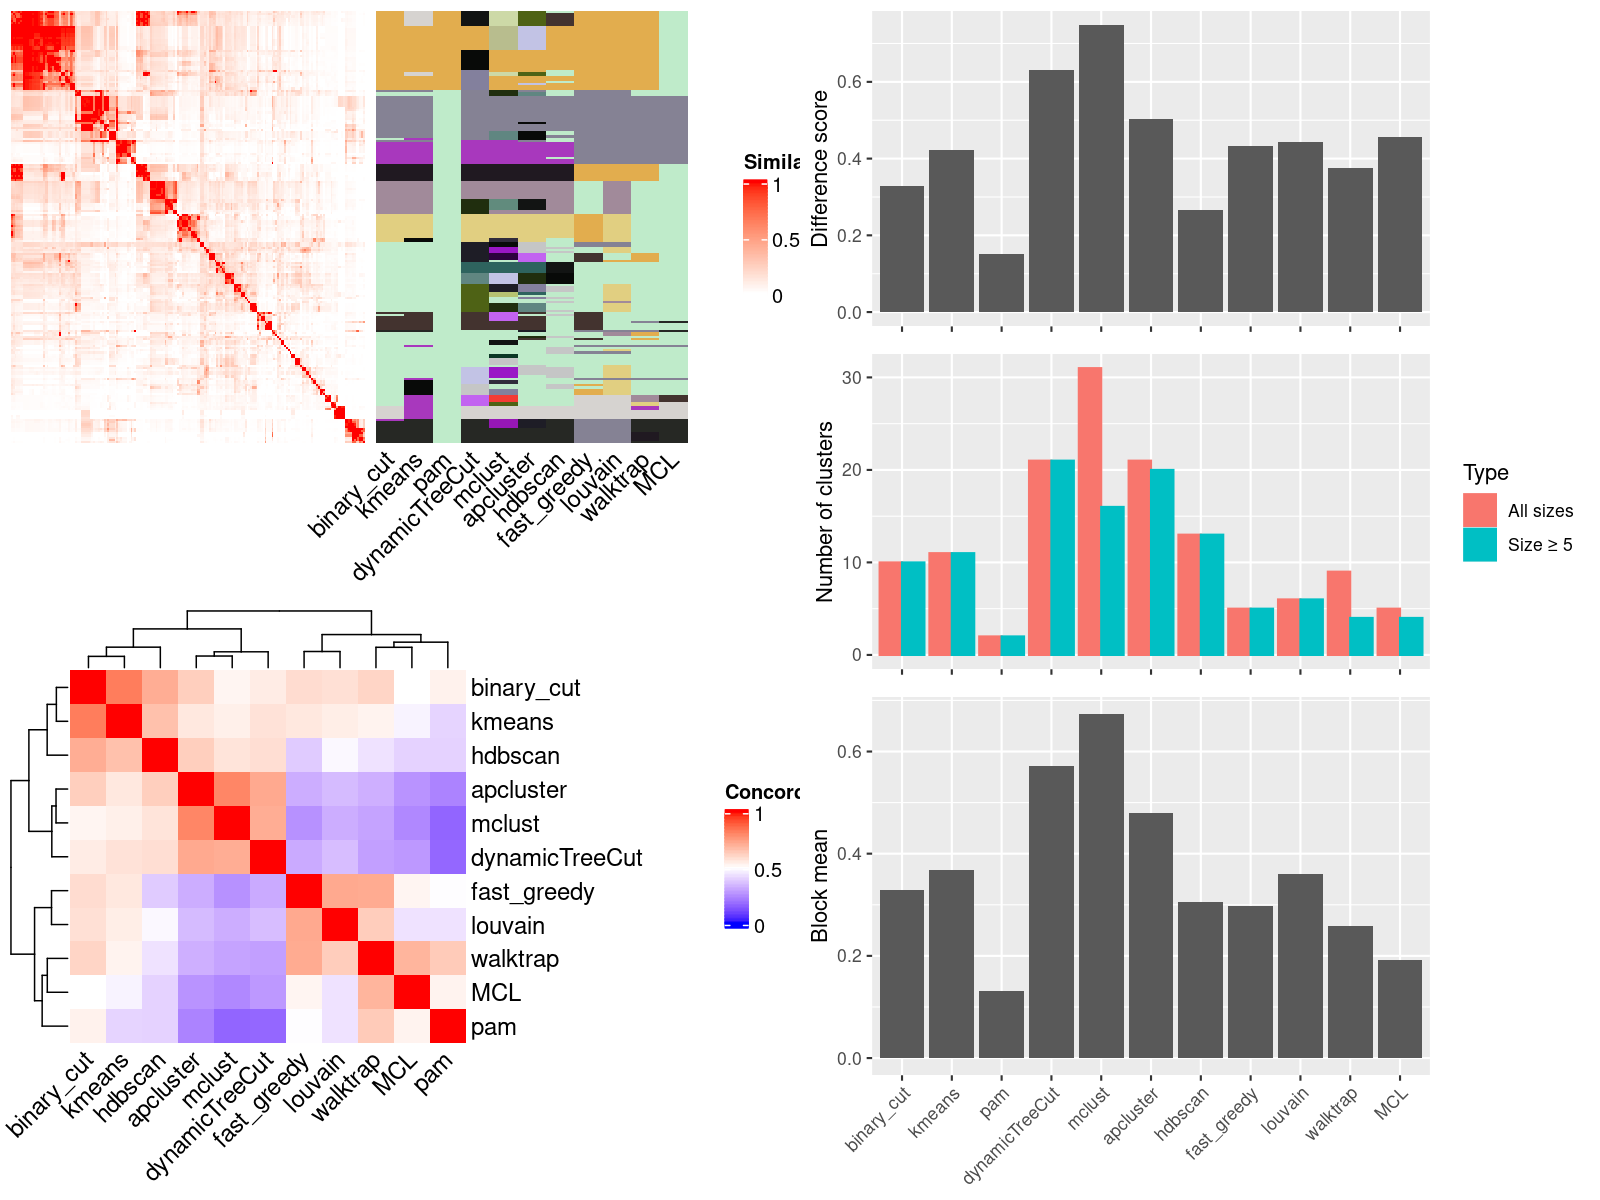 Simila
1
0.5
0
binary_cut
kmeans
pam
dynamicTreeCut
mclust
apcluster
hdbscan
fast_greedy
louvain
walktrap
MCL
binary_cut
kmeans
hdbscan
apcluster
mclust
dynamicTreeCut
fast_greedy
louvain
walktrap
MCL
pam
Concord
1
0.5
0
binary_cut
kmeans
hdbscan
apcluster
mclust
dynamicTreeCut
fast_greedy
louvain
walktrap
MCL
pam
Difference score
0.6
0.4
0.2
0.0
Number of clusters
30
20
10
0
Type
All sizes
Size ≥ 5
Block mean
0.6
0.4
0.2
0.0
binary_cut
kmeans
pam
dynamicTreeCut
mclust
apcluster
hdbscan
fast_greedy
louvain
walktrap
MCL